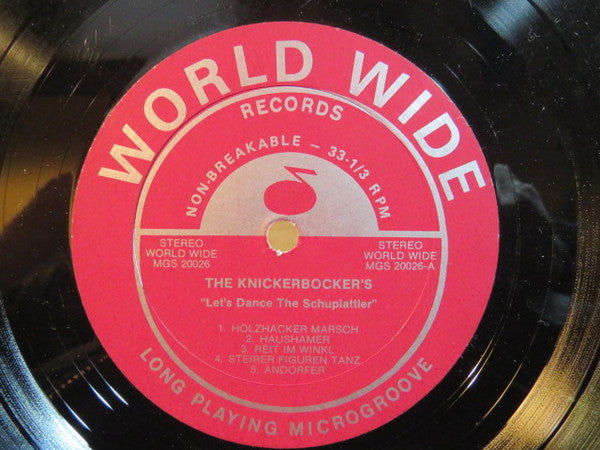 WORLD WIDE
RECORDS
NON-BREAKABLE — 33-1/3 RPM
STEREO
WORLD WIDE
MGS 20026
STEREO
WORLD WIDE
MGS 20026-A
THE KNICKERBOCKER'S
"Let's Dance The Schuplattler"
1. HOLZHACKER MARSCH
2. HAUSHAMER
3. REIT IM WINKL
4. STEIRER FIGUREN TANZ
5. ANDORFER
LONG PLAYING MICROGROOVE